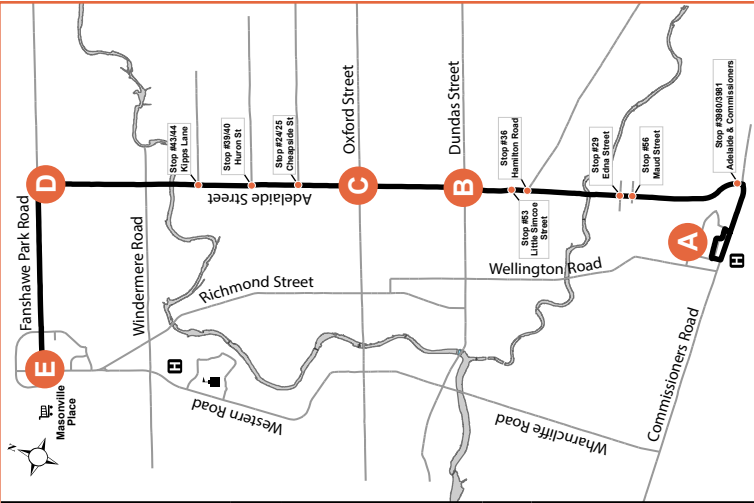 Fanshawe Park Road
Windermere Road
Richmond Street
Western Road
Adelaide Street
Oxford Street
Dundas Street
Wellington Road
Wharncliffe Road
Commissioners Road
Masonville
Place
N
Stop #43/44
Kipps Lane
Stop #39/40
Huron St
Stop #24/25
Cheapside St
Stop #36
Hamilton Road
Stop #53
Little Simcoe
Street
Stop #29
Edna Street
Stop #56
Maud Street
Stop #3980/3981
Adelaide & Commissioners
A
B
C
D
E
H
H